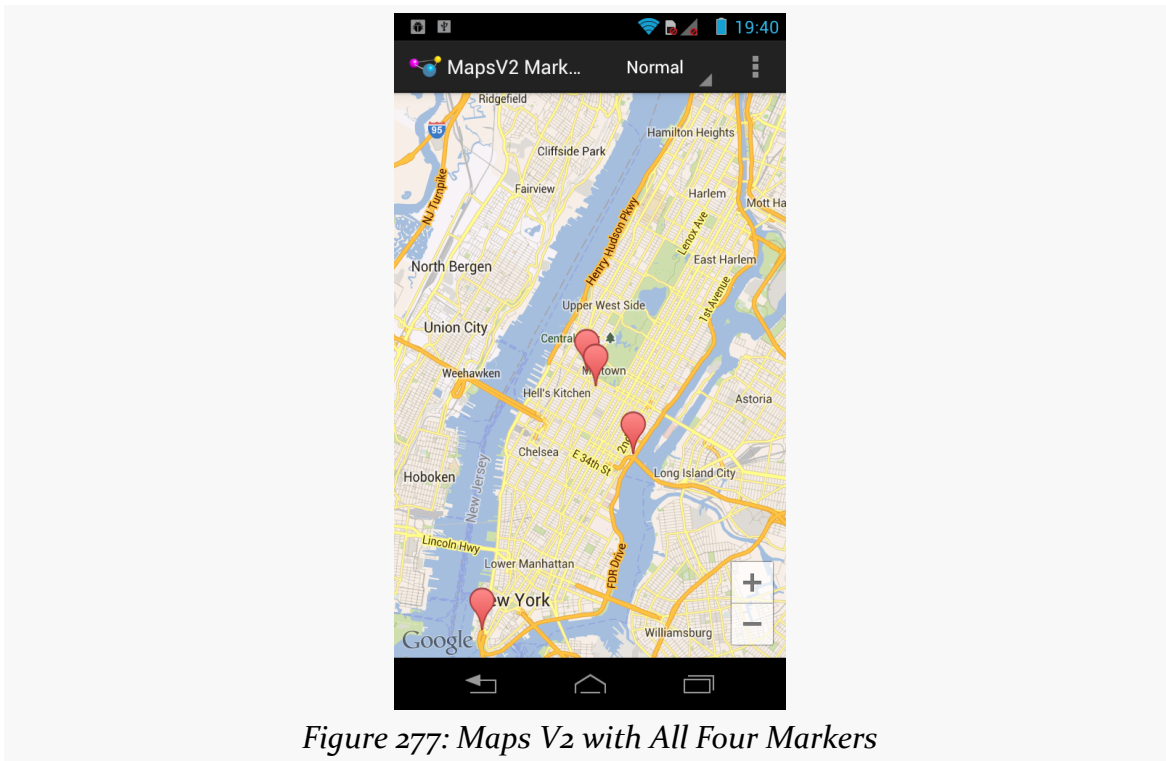 19:40
MapsV2 Mark... Normal
Ridgefield
95
Hamilton Heights
Cliffside Park
NJ Turnpike
Fairview
Harlem
Mott Ha
Lenox Ave
Henry Hudson Pkwy
East Harlem
North Bergen
1st Avenue
Upper West Side
Union City
Central
Weehawken
Hell's Kitchen
Astoria
2nd
Chelsea
E 34th St
Long Island City
Hoboken
New Jersey
Lincoln Hwy
Lower Manhattan
FDR Drive
+
ew York
−
Williamsburg
Google
Figure 277: Maps V2 with All Four Markers